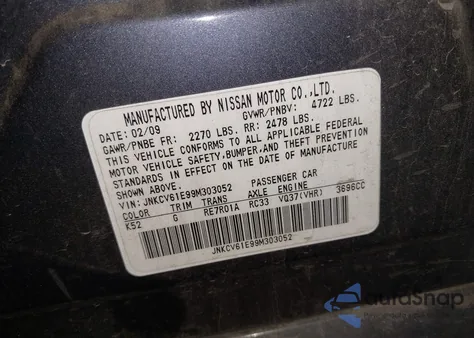 MANUFACTURED BY NISSAN MOTOR CO.,LTD.
DATE: 02/09 GVWR/PNBV: 4722 LBS.
GAWR/PNBE FR: 2270 LBS. RR: 2478 LBS.
THIS VEHICLE CONFORMS TO ALL APPLICABLE FEDERAL
MOTOR VEHICLE SAFETY,BUMPER,AND THEFT PREVENTION
STANDARDS IN EFFECT ON THE DATE OF MANUFACTURE
SHOWN ABOVE.
VIN: JNKCV61E99M303052 PASSENGER CAR
COLOR TRIM TRANS AXLE ENGINE
K52 G RE7R01A RC33 VQ37(VHR) 3696CC
JNKCV61E99M303052
AutoSnap